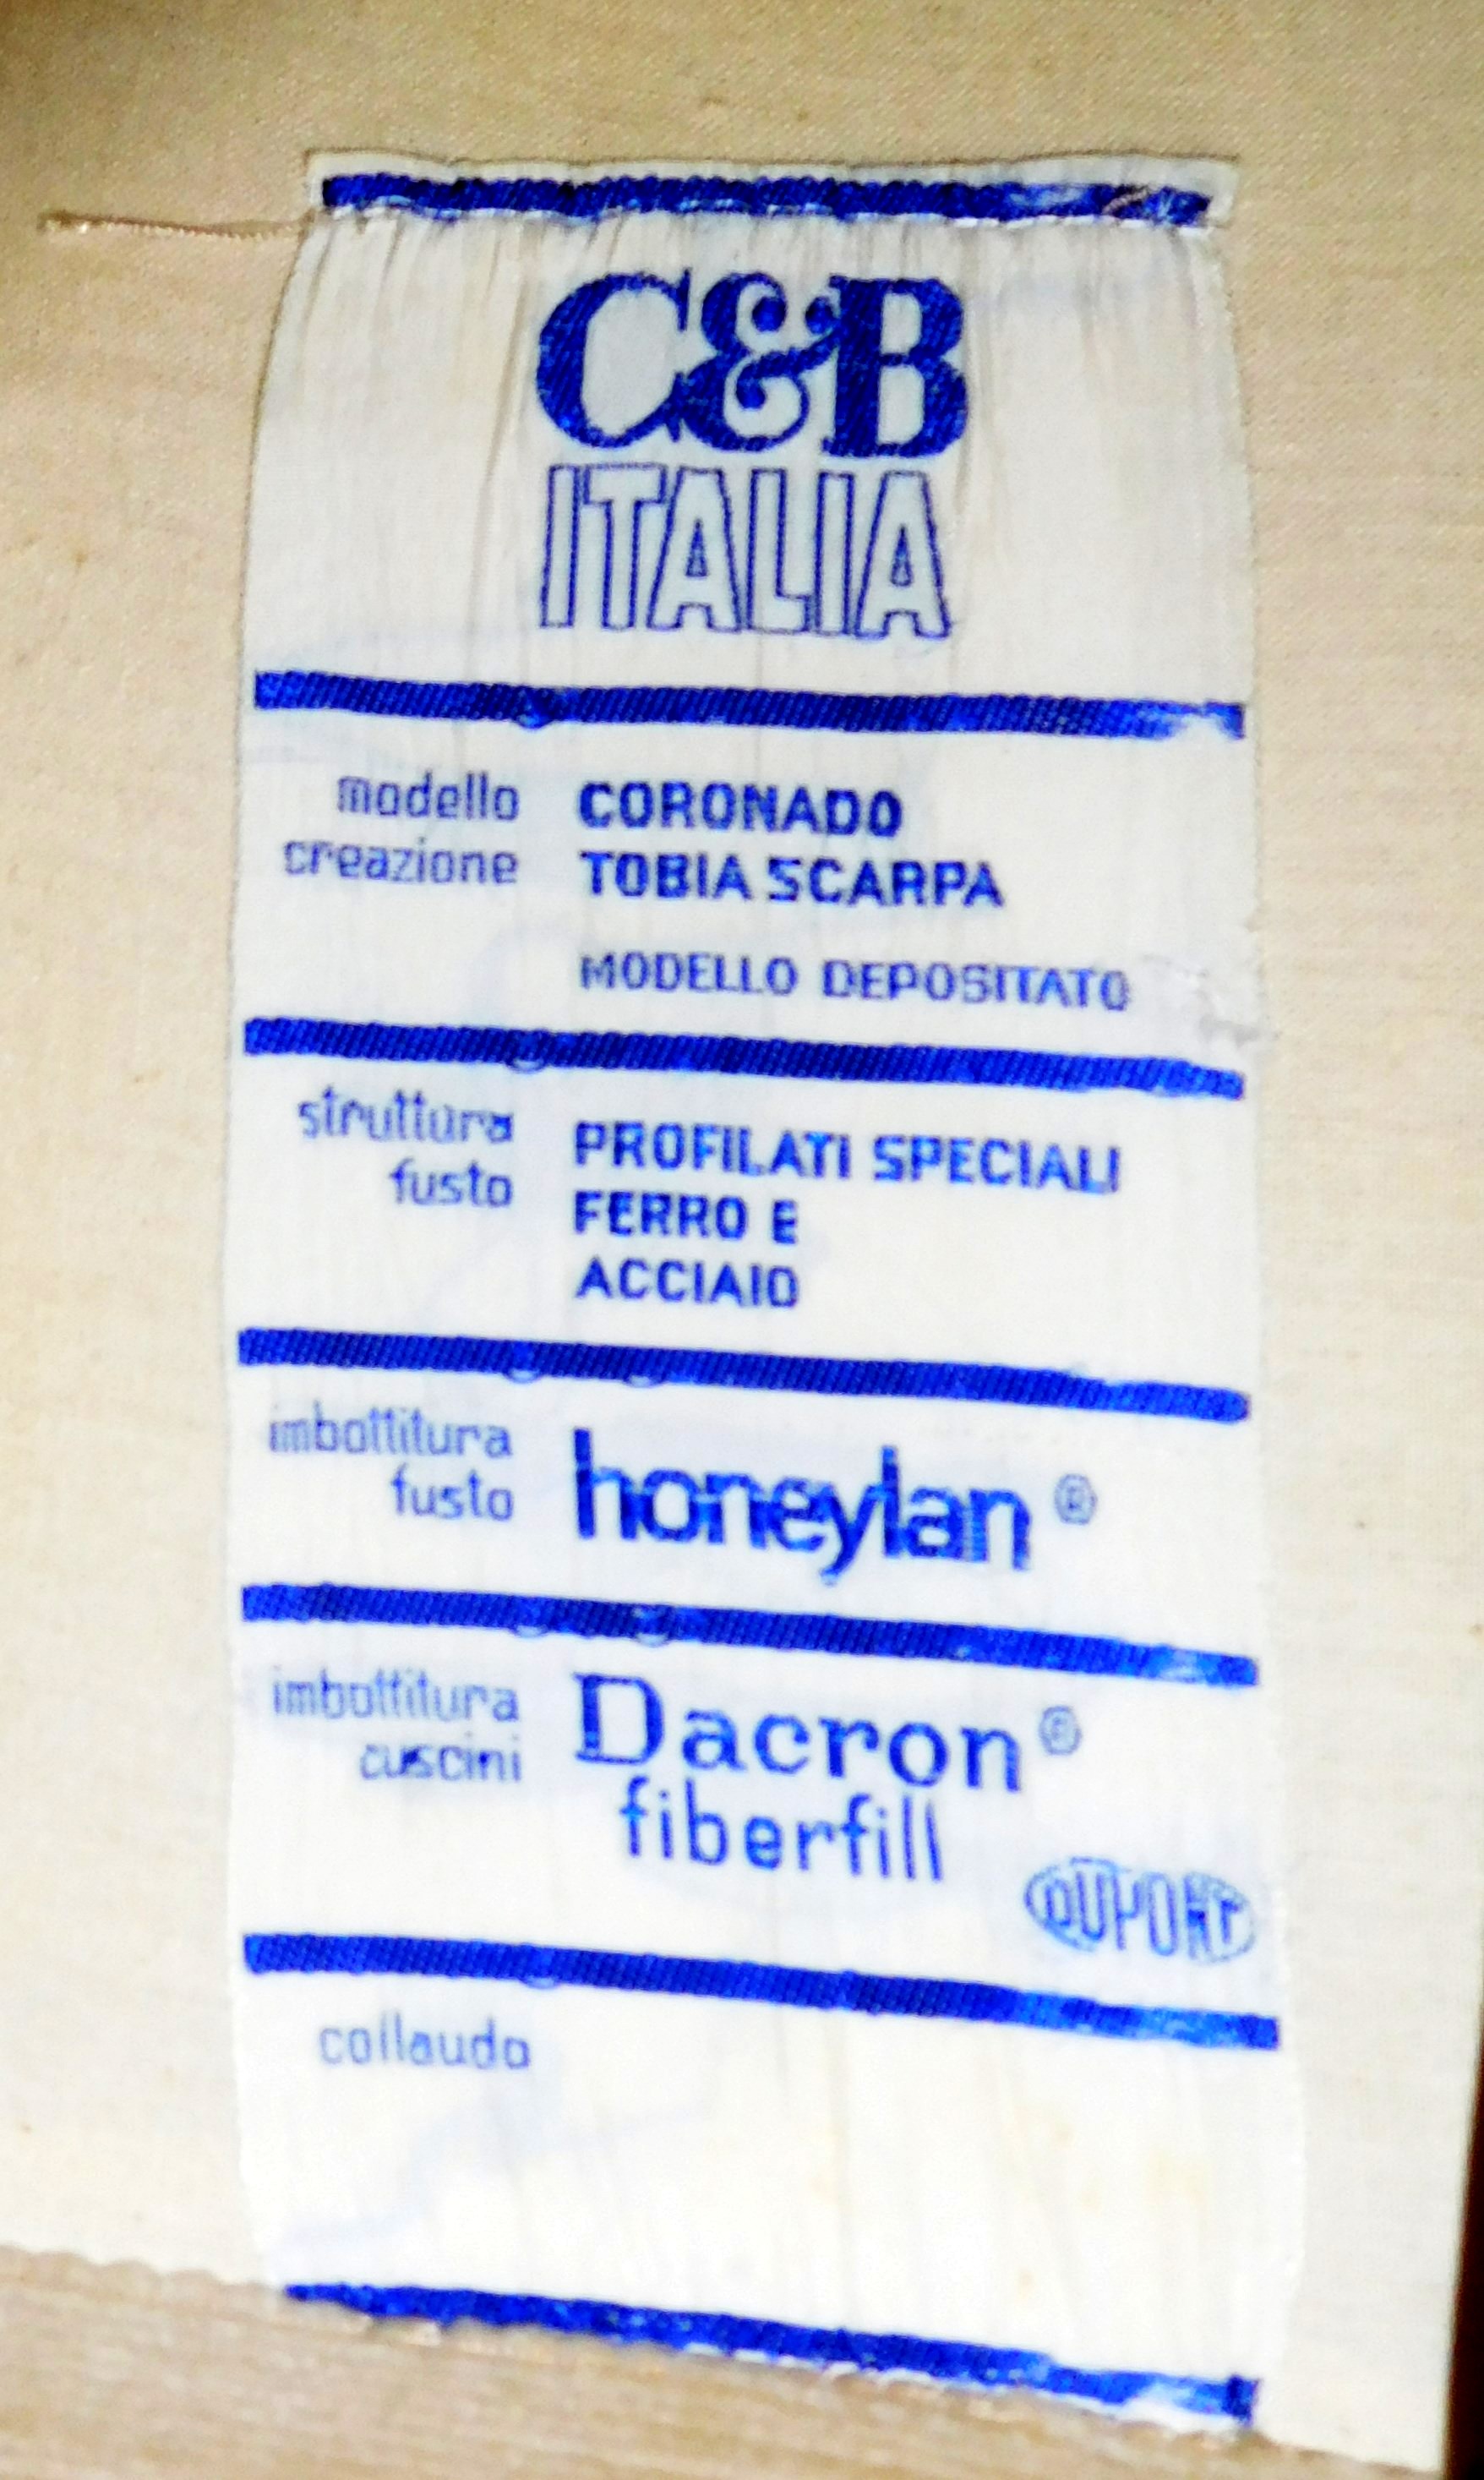 C&B
ITALIA
modello CORONADO
creazione TOBIA SCARPA
MODELLO DEPOSITATO
struttura PROFILATI SPECIALI
fusto FERRO E
ACCIAIO
imbottitura honeylan ®
fusto
imbottitura Dacron ®
cuscini fiberfill
DUPONT
collaudo